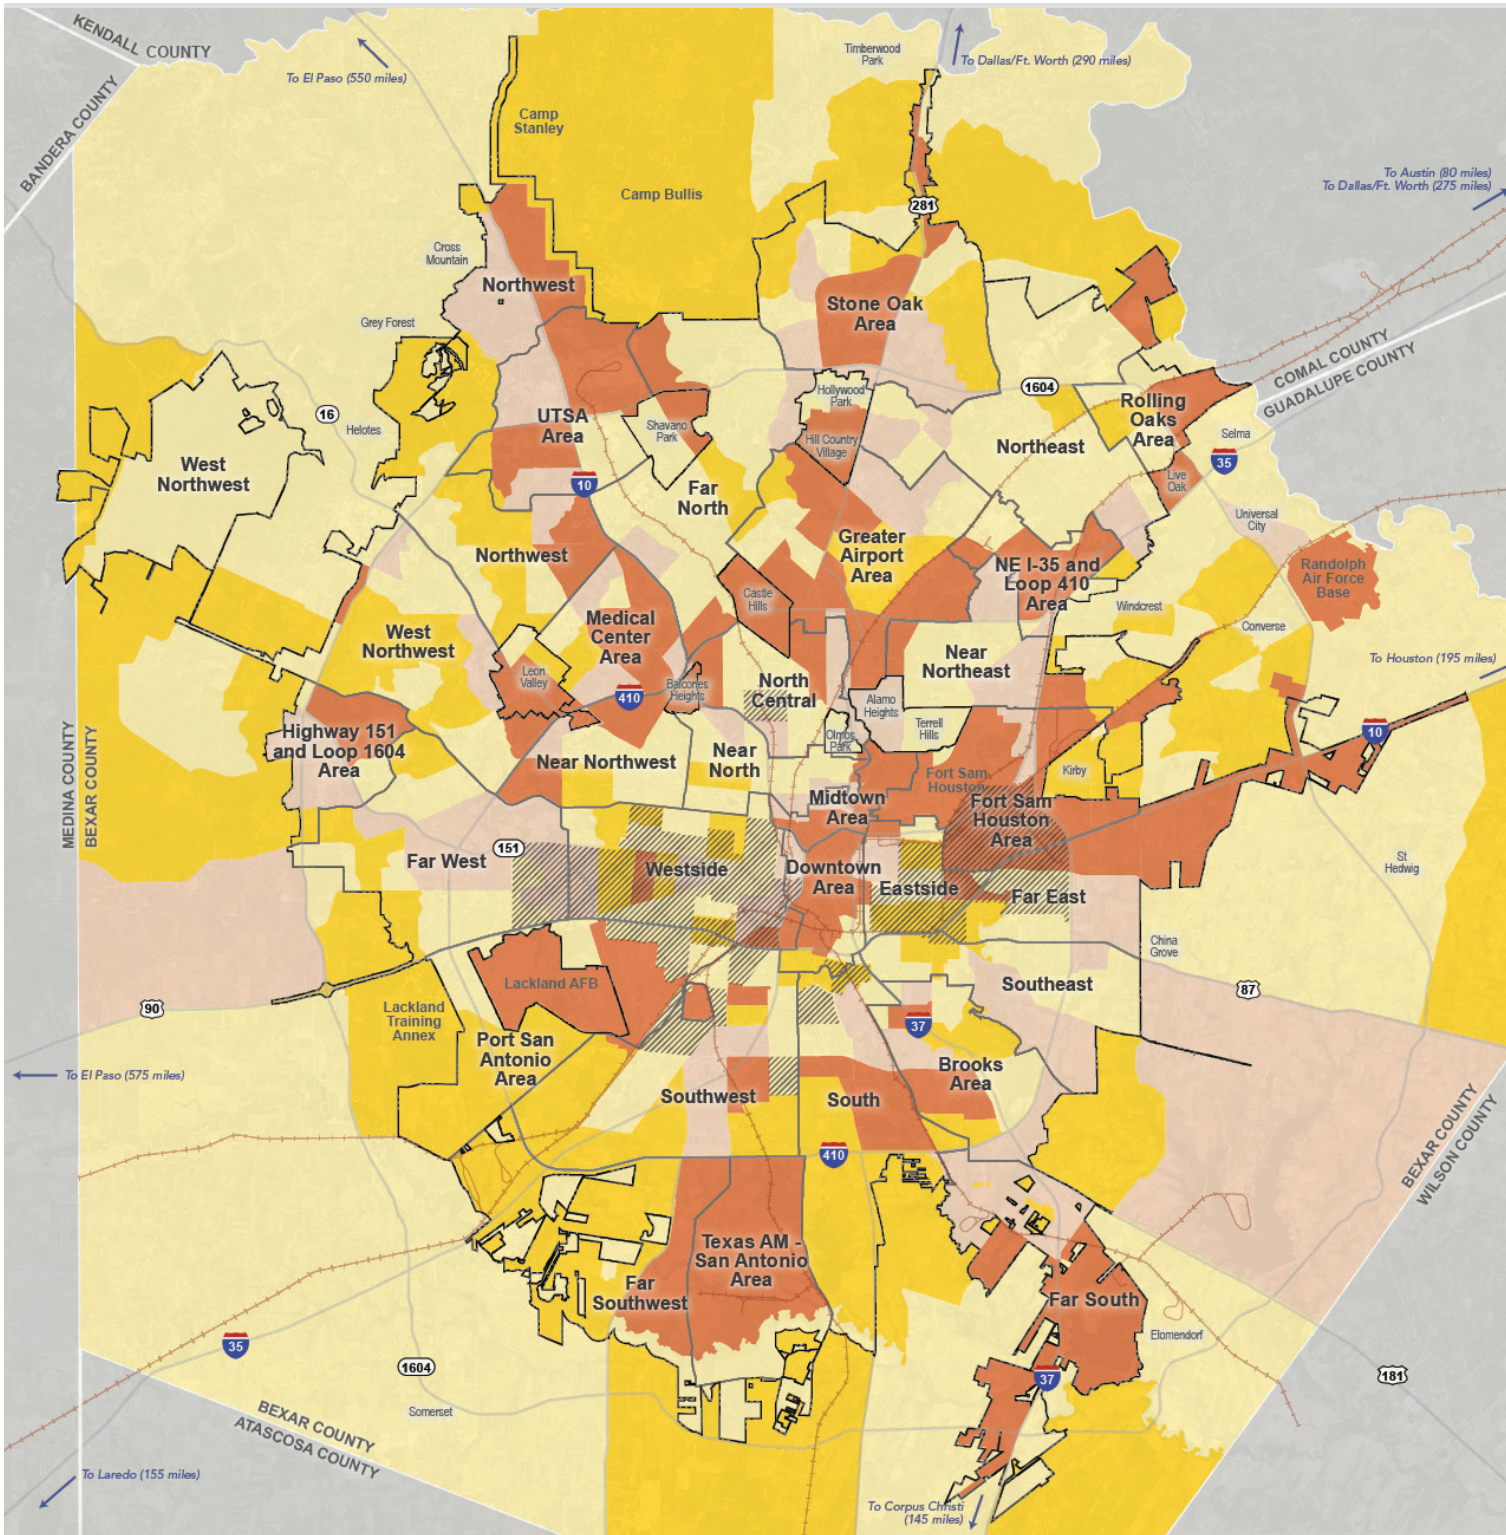 KENDALL COUNTY
BANDERA COUNTY
To El Paso (550 miles)
Timberwood
Park
To Dallas/Ft. Worth (290 miles)
Camp
Stanley
Camp Bullis
To Austin (80 miles)
To Dallas/Ft. Worth (275 miles)
281
Cross
Mountain
Northwest
Stone Oak
Area
Grey Forest
COMAL COUNTY
GUADALUPE COUNTY
1604
Hollywood
Park
Rolling
Oaks
Area
16
Helotes
UTSA
Area
Shavano
Park
Hill Country
Village
Northeast
Selma
35
West
Northwest
10
Far
North
Live
Oak
Universal
City
Northwest
Greater
Airport
Area
NE I-35 and
Loop 410
Area
Randolph
Air Force
Base
Castle
Hills
Windcrest
Converse
Medical
Center
Area
West
Northwest
Near
Northeast
To Houston (195 miles)
Leon
Valley
410
Balcones
Heights
North
Central
Alamo
Heights
Terrell
Hills
Olmos
Park
10
Highway 151
and Loop 1604
Area
Near Northwest
Near
North
Kirby
Fort Sam
Houston
MEDINA COUNTY
BEXAR COUNTY
Midtown
Area
Fort Sam
Houston
Area
Far West
151
Westside
Downtown
Area
Eastside
Far East
St
Hedwig
China
Grove
Lackland AFB
Southeast
87
90
Lackland
Training
Annex
37
Port San
Antonio
Area
Brooks
Area
To El Paso (575 miles)
Southwest
South
410
BEXAR COUNTY
WILSON COUNTY
Texas AM -
San Antonio
Area
Far
Southwest
Far South
Elomendorf
35
1604
37
181
Somerset
BEXAR COUNTY
ATASCOSA COUNTY
To Laredo (155 miles)
To Corpus Christi
(145 miles)